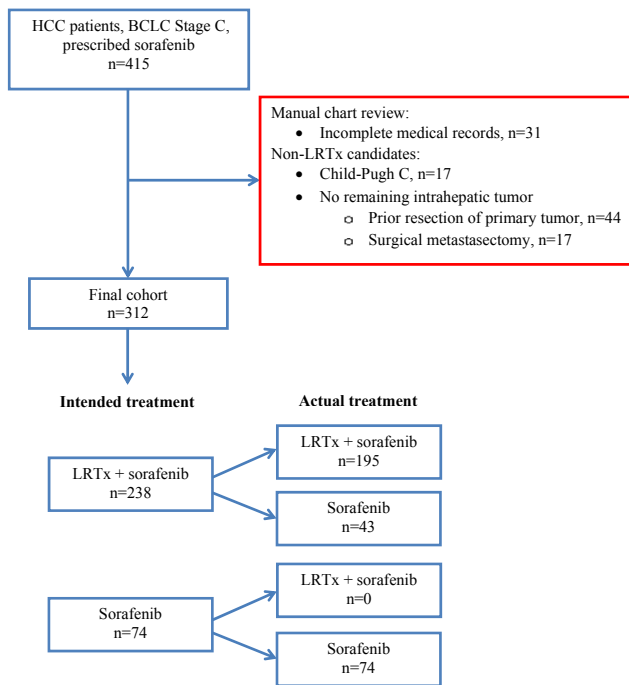 HCC patients, BCLC Stage C,
prescribed sorafenib
n=415
Manual chart review:
• Incomplete medical records, n=31
Non-LRTx candidates:
• Child-Pugh C, n=17
• No remaining intrahepatic tumor
o Prior resection of primary tumor, n=44
o Surgical metastasectomy, n=17
Final cohort
n=312
Intended treatment
Actual treatment
LRTx + sorafenib
n=238
LRTx + sorafenib
n=195
Sorafenib
n=43
Sorafenib
n=74
LRTx + sorafenib
n=0
Sorafenib
n=74